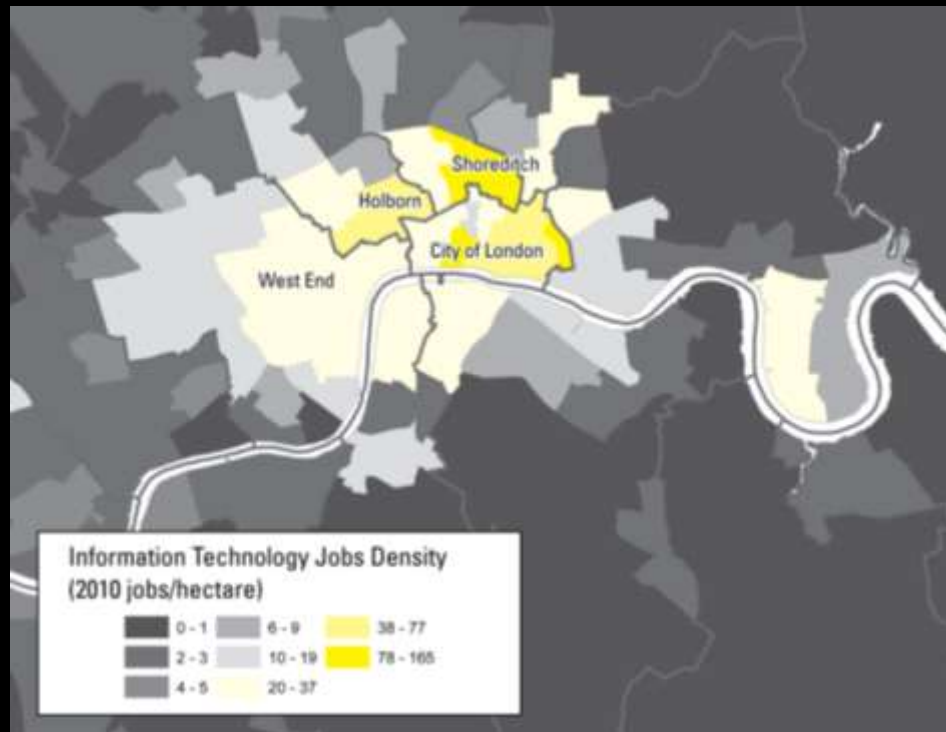 Shoreditch
Holborn
City of London
West End
Information Technology Jobs Density
(2010 jobs/hectare)
0 - 1
6 - 9
38 - 77
2 - 3
10 - 19
78 - 165
4 - 5
20 - 37